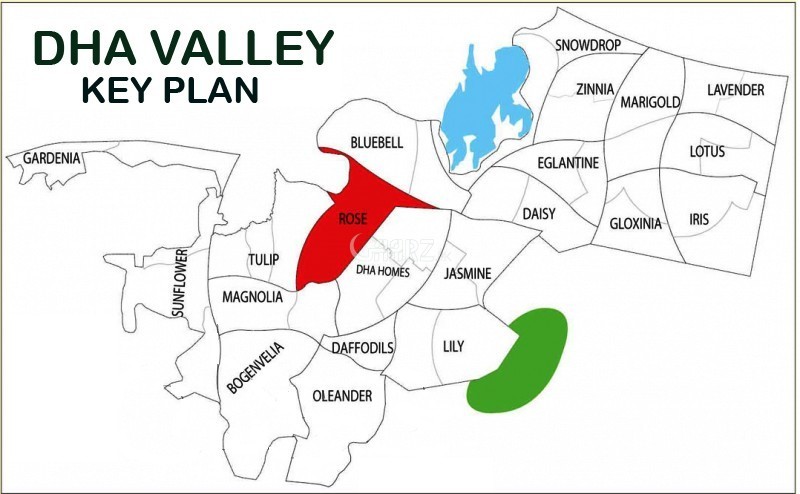 DHA VALLEY
KEY PLAN
SNOWDROP
ZINNIA
MARIGOLD
LAVENDER
BLUEBELL
GARDENIA
EGLANTINE
LOTUS
ROSE
DAISY
GLOXINIA
IRIS
TULIP
SUNFLOWER
DHA HOMES
JASMINE
MAGNOLIA
DAFFODILS
LILY
BOGENVELIA
OLEANDER